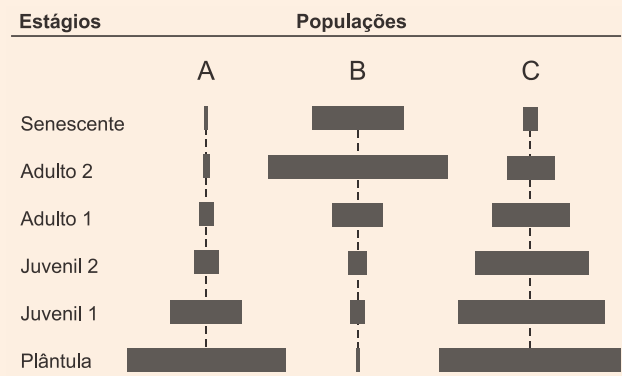 Estágios Populações
A B C
Senescente
Adulto 2
Adulto 1
Juvenil 2
Juvenil 1
Plântula